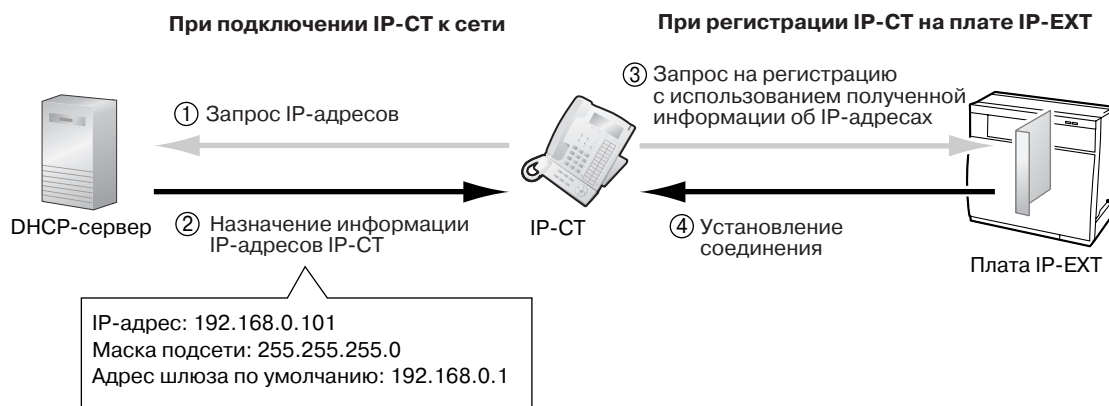 При подключении IP-CT к сети
При регистрации IP-CT на плате IP-EXT
① Запрос IP-адресов
③ Запрос на регистрацию
с использованием полученной
информации об IP-адресах
DHCP-сервер
② Назначение информации
IP-адресов IP-CT
IP-CT
④ Установление
соединения
Плата IP-EXT
IP-адрес: 192.168.0.101
Маска подсети: 255.255.255.0
Адрес шлюза по умолчанию: 192.168.0.1